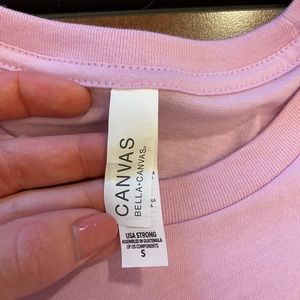 CANVAS
BELLA+CANVAS.
USA STRONG
ASSEMBLED IN GUATEMALA
OF US COMPONENTS
S